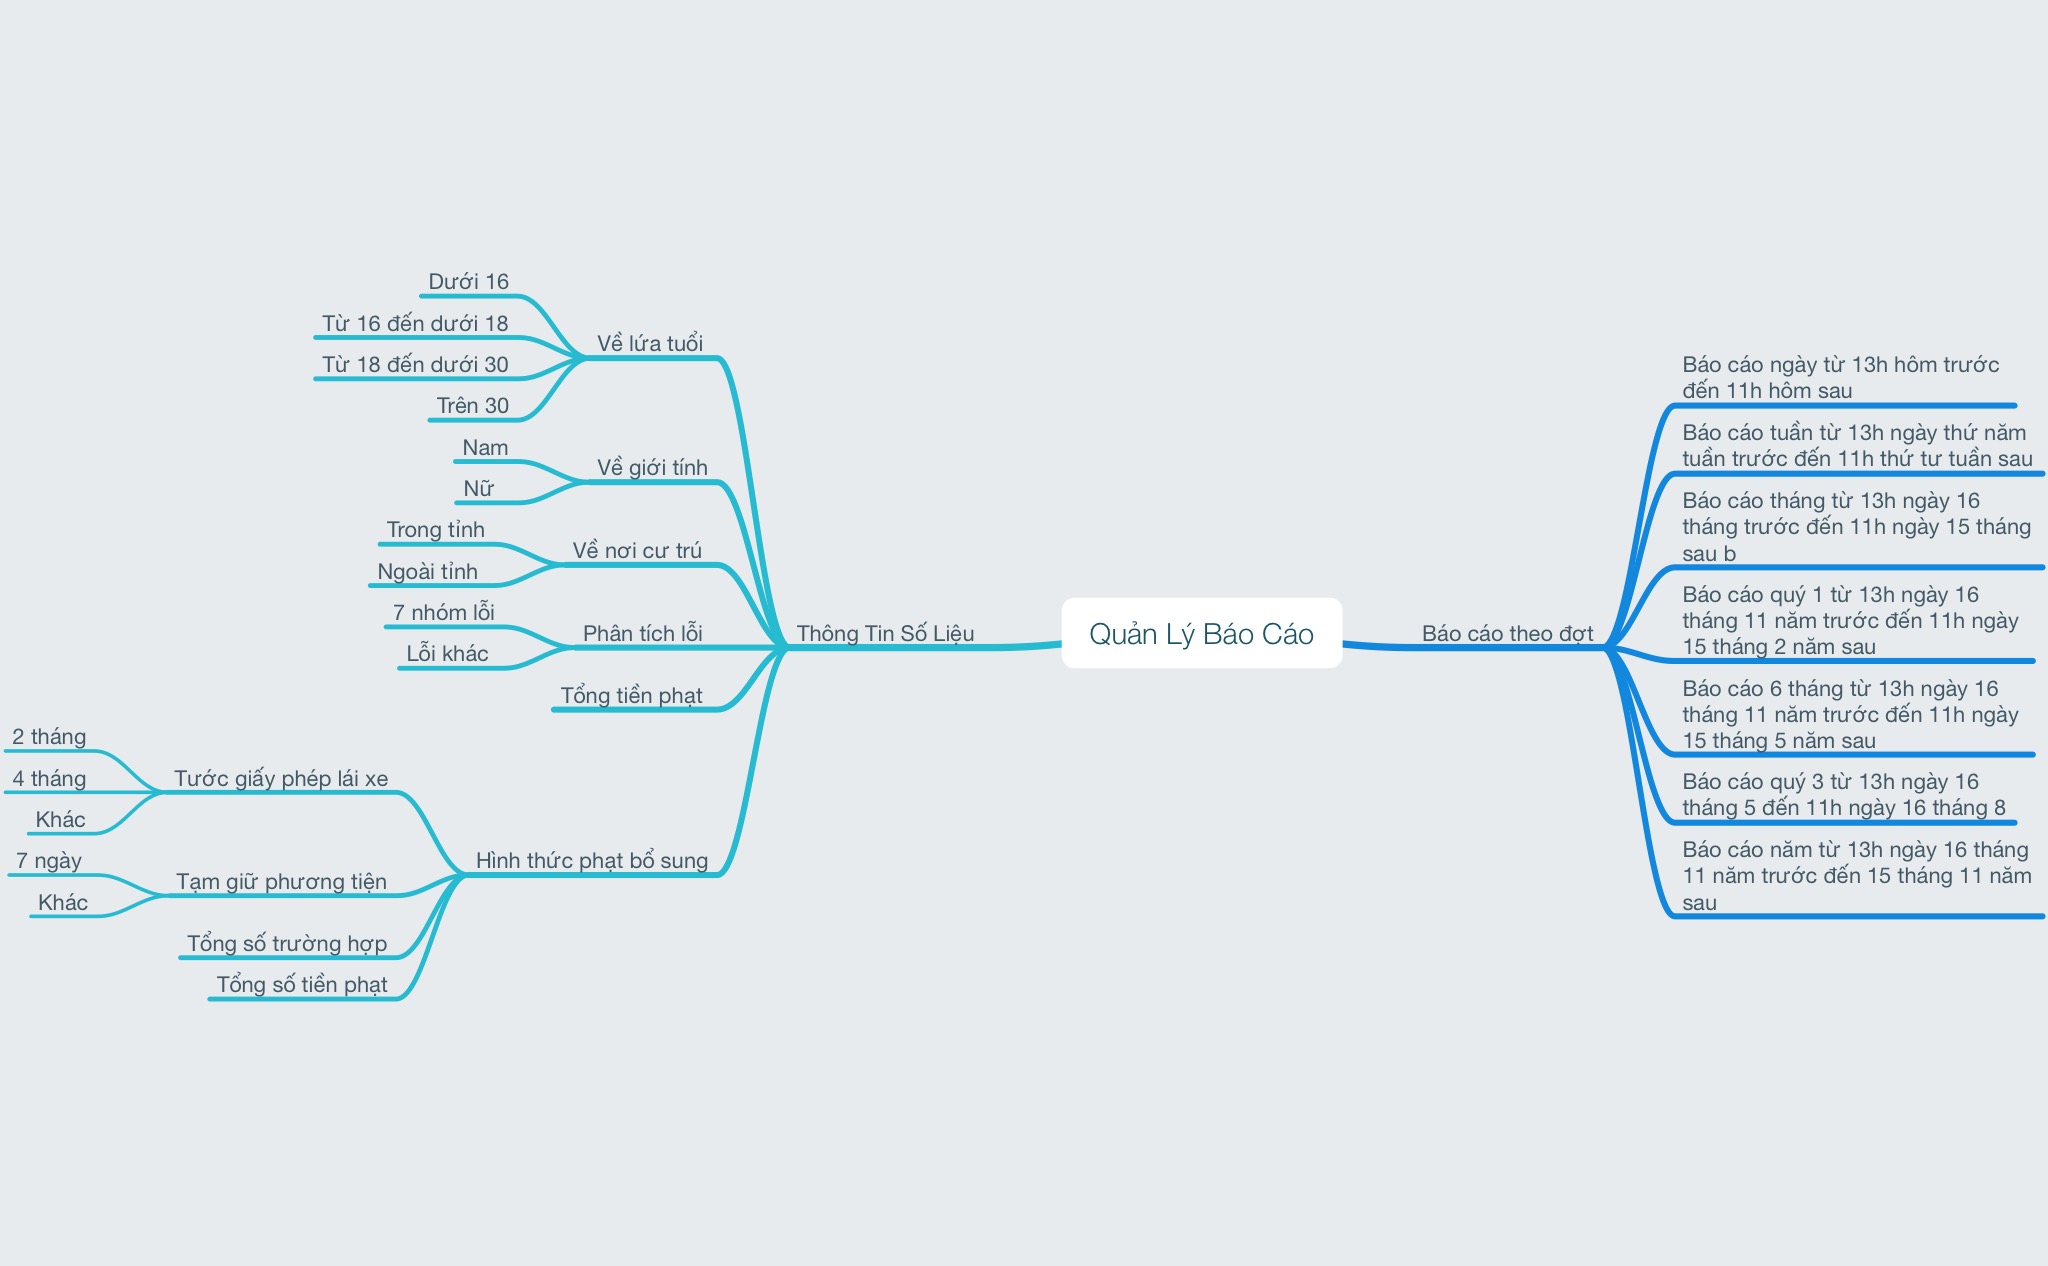 Quản Lý Báo Cáo
Thông Tin Số Liệu
Về lứa tuổi
Dưới 16
Từ 16 đến dưới 18
Từ 18 đến dưới 30
Trên 30
Về giới tính
Nam
Nữ
Về nơi cư trú
Trong tỉnh
Ngoài tỉnh
Phân tích lỗi
7 nhóm lỗi
Lỗi khác
Tổng tiền phạt
Hình thức phạt bổ sung
Tước giấy phép lái xe
2 tháng
4 tháng
Khác
Tạm giữ phương tiện
7 ngày
Khác
Tổng số trường hợp
Tổng số tiền phạt
Báo cáo theo đợt
Báo cáo ngày từ 13h hôm trước
đến 11h hôm sau
Báo cáo tuần từ 13h ngày thứ năm
tuần trước đến 11h thứ tư tuần sau
Báo cáo tháng từ 13h ngày 16
tháng trước đến 11h ngày 15 tháng
sau b
Báo cáo quý 1 từ 13h ngày 16
tháng 11 năm trước đến 11h ngày
15 tháng 2 năm sau
Báo cáo 6 tháng từ 13h ngày 16
tháng 11 năm trước đến 11h ngày
15 tháng 5 năm sau
Báo cáo quý 3 từ 13h ngày 16
tháng 5 đến 11h ngày 16 tháng 8
Báo cáo năm từ 13h ngày 16 tháng
11 năm trước đến 15 tháng 11 năm
sau